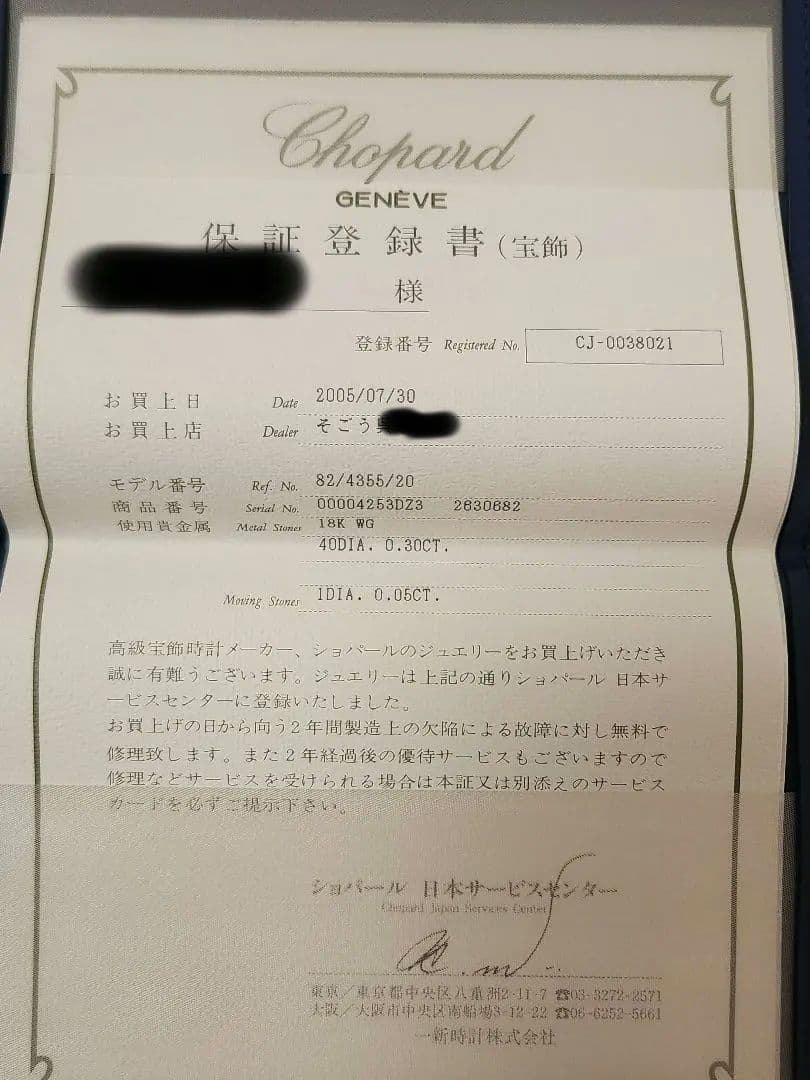 Chopard
GENÈVE
保証登録書(宝飾)
様
登録番号 Registered No. CJ-0038021
お買上日 Date 2005/07/30
お買上店 Dealer そごう
モデル番号 Ref. No. 82/4355/20
商品番号 Serial No. 00004253DZ3 2630682
使用貴金属 Metal Stones 18K WG
40DIA. 0.30CT.
Moving Stones 1DIA. 0.05CT.
高級宝飾時計メーカー、ショパールのジュエリーをお買上げいただき
誠に有難うございます。ジュエリーは上記の通りショパール 日本サ
ービスセンターに登録いたしました。
お買上げの日から向う2年間製造上の欠陥による故障に対し無料で
修理致します。また2年経過後の優待サービスもございますので
修理などサービスを受けられる場合は本証又は別添えのサービス
カードを必ずご提示下さい。
ショパール 日本サービスセンター
Chopard Japan Services Center
東京/東京都中央区八重洲2-11-7 ☎03-3272-2571
大阪/大阪市中央区南船場3-12-22 ☎06-6252-5661
一新時計株式会社